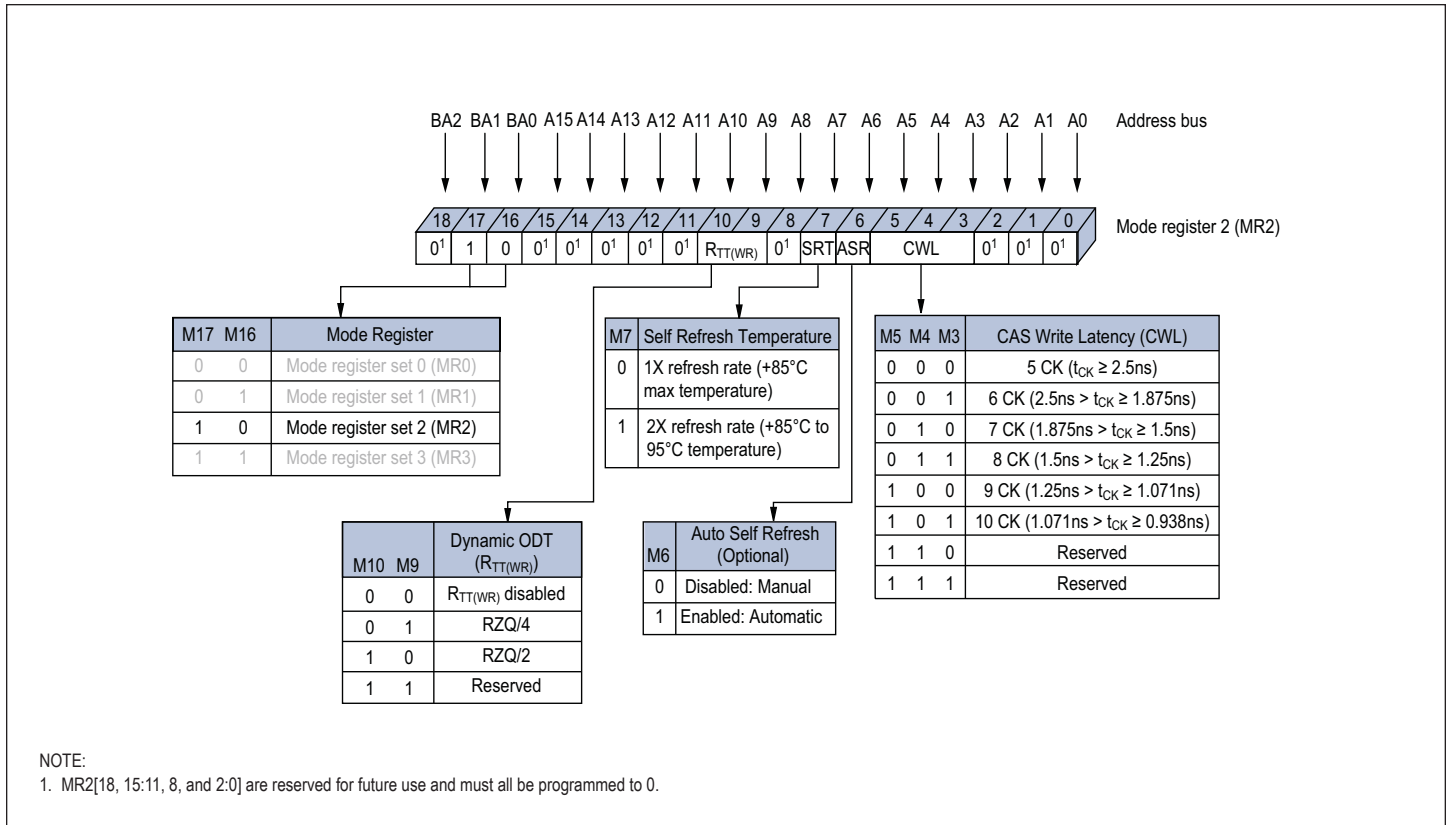 BA2 BA1 BA0 A15 A14 A13 A12 A11 A10 A9 A8 A7 A6 A5 A4 A3 A2 A1 A0 Address bus
18 17 16 15 14 13 12 11 10 9 8 7 6 5 4 3 2 1 0
Mode register 2 (MR2)
0¹ 1 0 0¹ 0¹ 0¹ 0¹ 0¹ RTT(WR) 0¹ SRT ASR CWL 0¹ 0¹ 0¹
M17 M16 Mode Register
0 0 Mode register set 0 (MR0)
0 1 Mode register set 1 (MR1)
1 0 Mode register set 2 (MR2)
1 1 Mode register set 3 (MR3)
M7 Self Refresh Temperature
0 1X refresh rate (+85°C
max temperature)
1 2X refresh rate (+85°C to
95°C temperature)
M5 M4 M3 CAS Write Latency (CWL)
0 0 0 5 CK (tCK ≥ 2.5ns)
0 0 1 6 CK (2.5ns > tCK ≥ 1.875ns)
0 1 0 7 CK (1.875ns > tCK ≥ 1.5ns)
0 1 1 8 CK (1.5ns > tCK ≥ 1.25ns)
1 0 0 9 CK (1.25ns > tCK ≥ 1.071ns)
1 0 1 10 CK (1.071ns > tCK ≥ 0.938ns)
1 1 0 Reserved
1 1 1 Reserved
M10 M9 Dynamic ODT
(RTT(WR))
0 0 RTT(WR) disabled
0 1 RZQ/4
1 0 RZQ/2
1 1 Reserved
M6 Auto Self Refresh
(Optional)
0 Disabled: Manual
1 Enabled: Automatic
NOTE:
1. MR2[18, 15:11, 8, and 2:0] are reserved for future use and must all be programmed to 0.